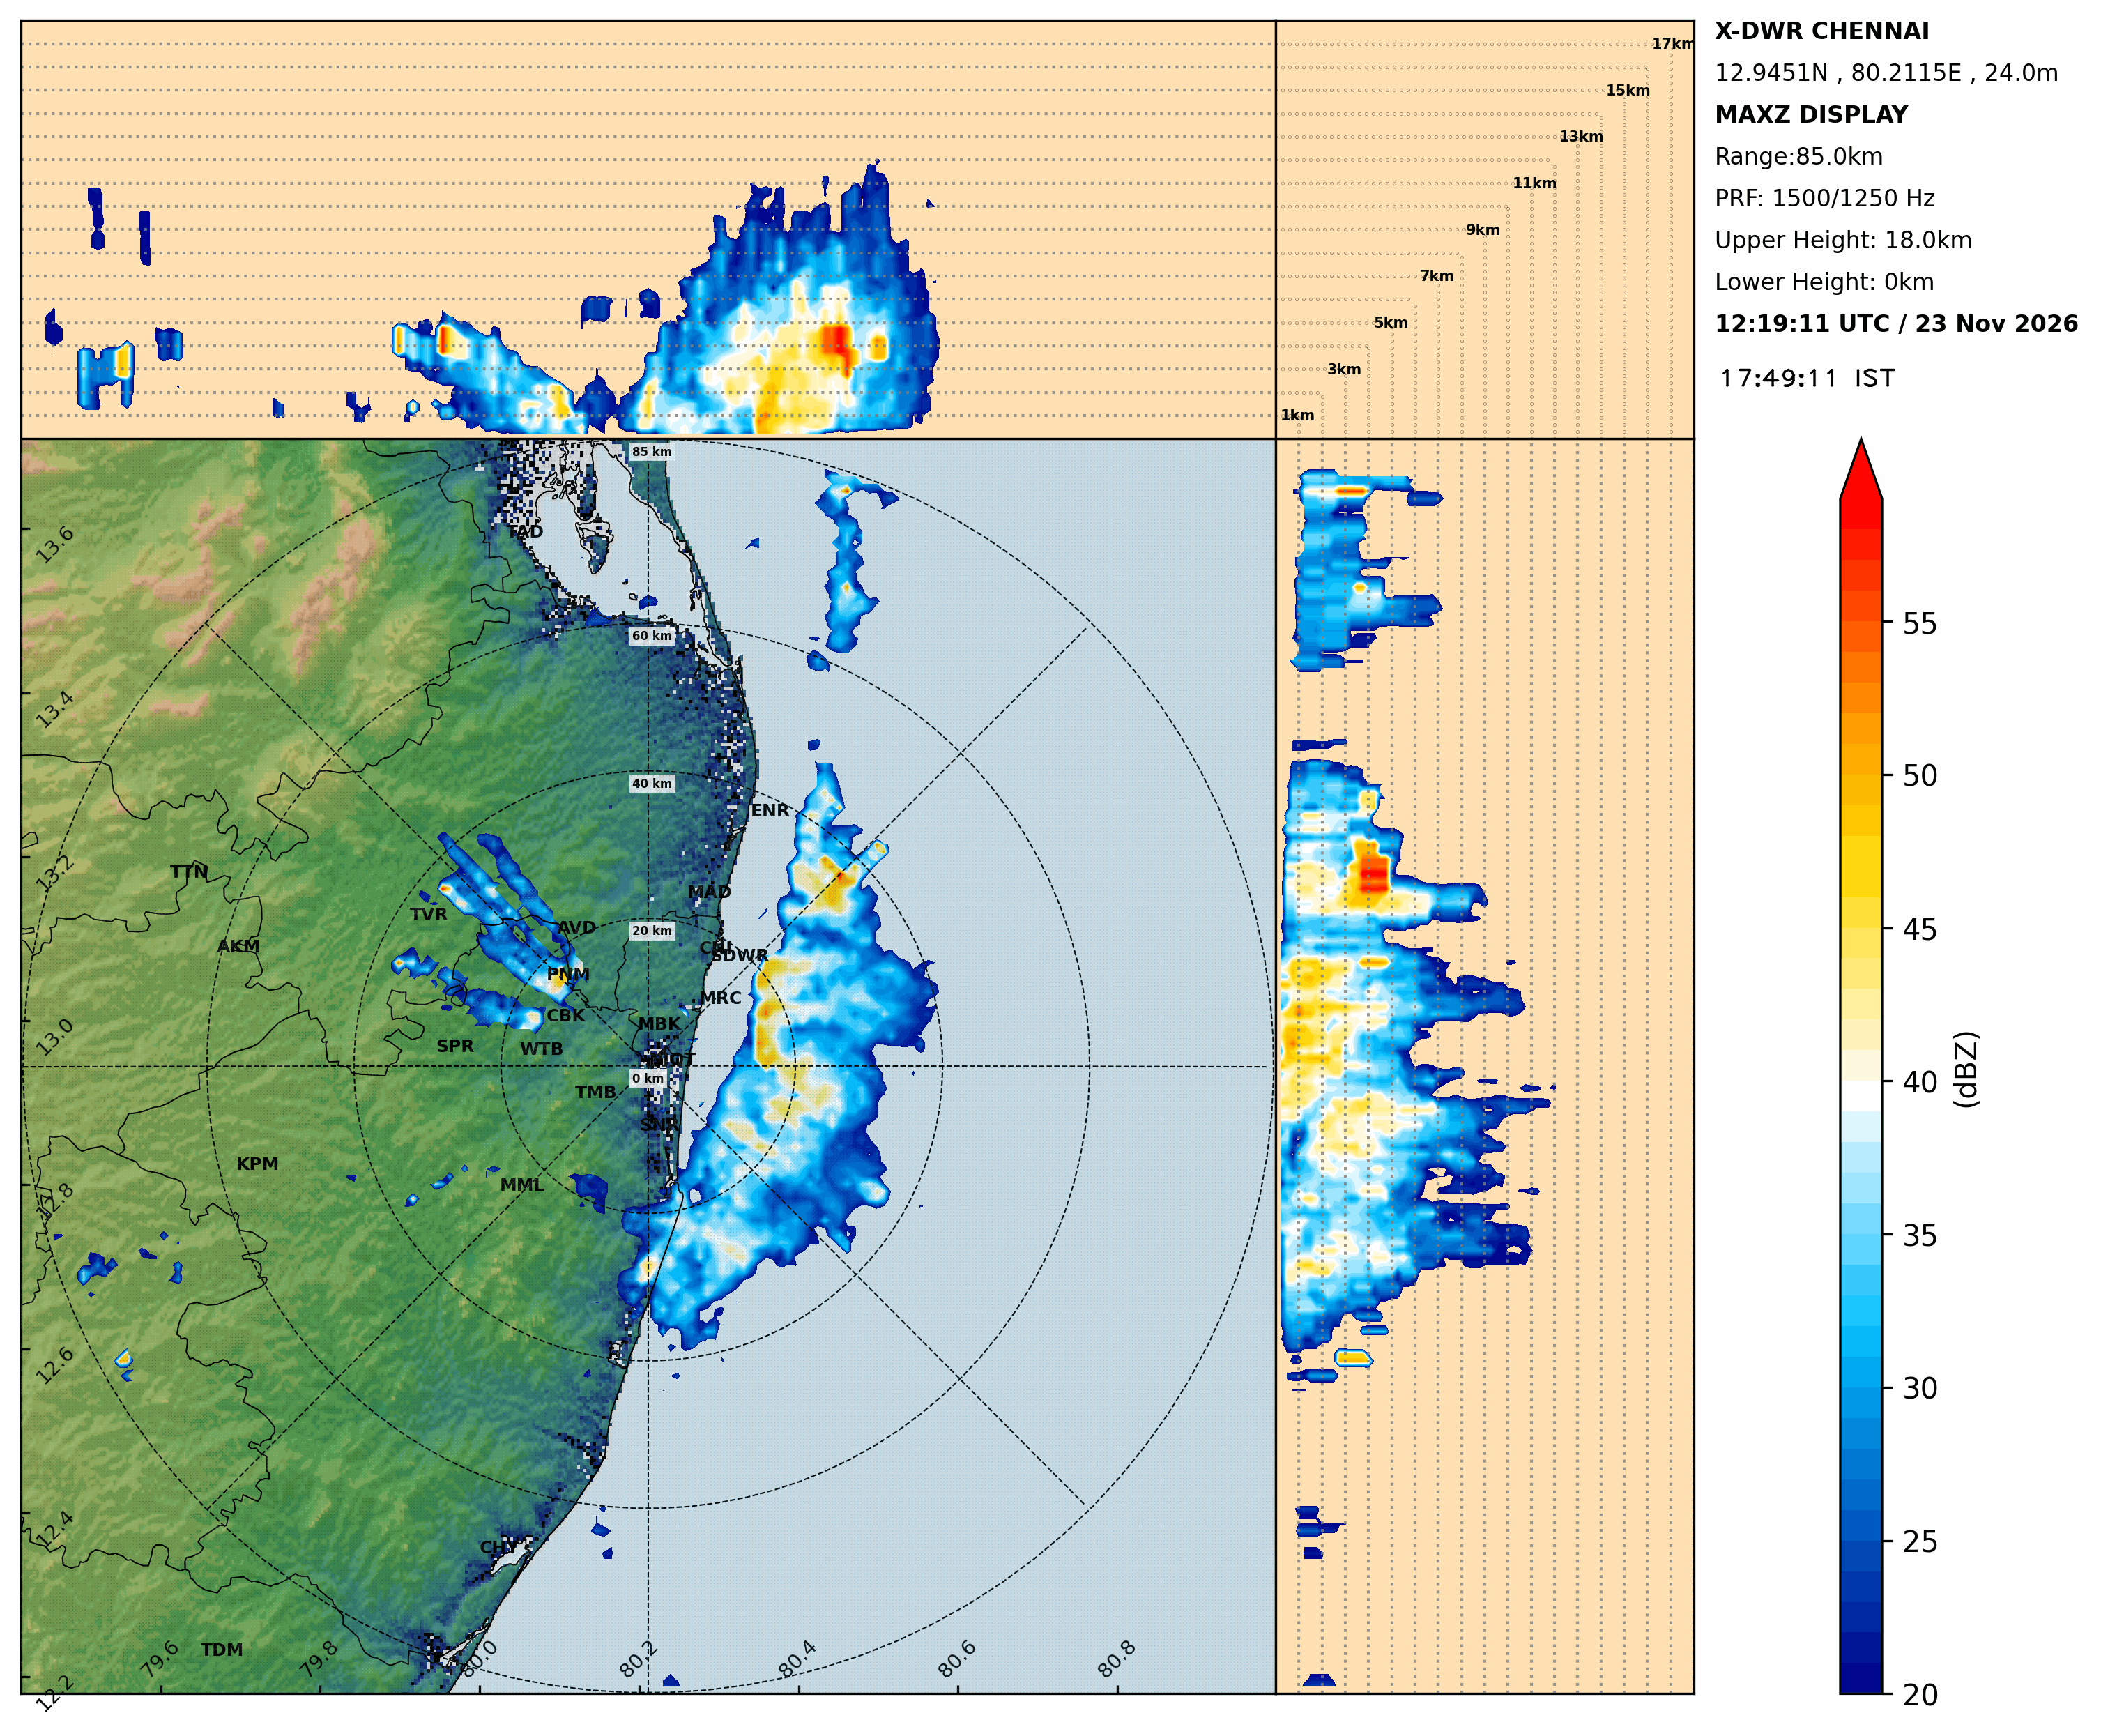 X-DWR CHENNAI
12.9451N , 80.2115E , 24.0m
MAXZ DISPLAY
Range:85.0km
PRF: 1500/1250 Hz
Upper Height: 18.0km
Lower Height: 0km
12:19:11 UTC / 23 Nov 2026
17:49:11 IST
17km
15km
13km
11km
9km
7km
5km
3km
1km
85 km
TAD
13.6
60 km
13.4
40 km
ENR
13.2
TTN
MAD
TVR
AVD
20 km
AKM
CNI
SDWR
PNM
MRC
13.0
CBK
MBK
SPR
WTB
0 km
TMB
SNR
KPM
MML
12.8
12.6
12.4
CHY
TDM
12.2
79.6
79.8
80.0
80.2
80.4
80.6
80.8
55
50
45
40
35
30
25
20
(dBZ)